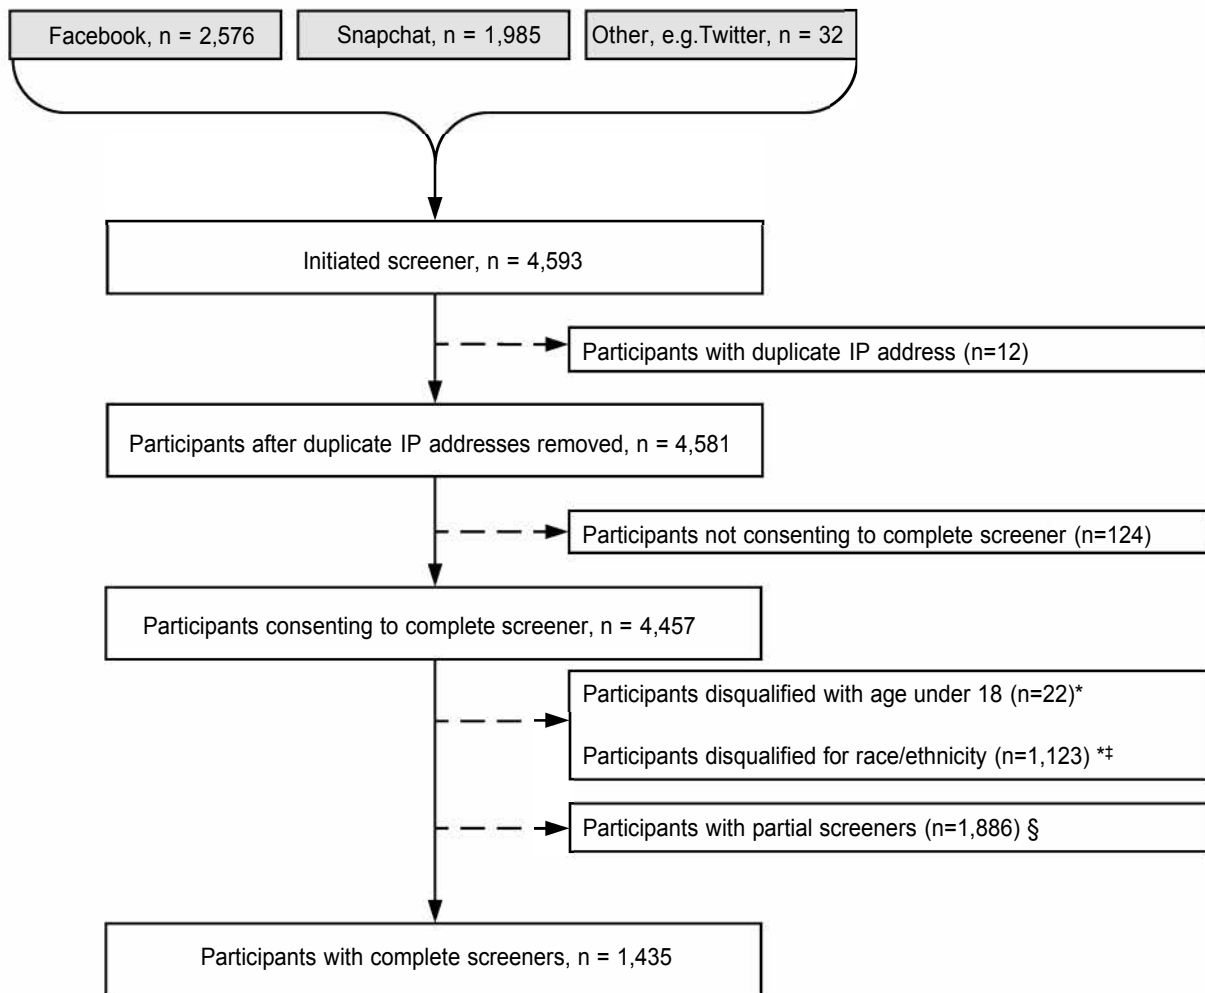 Facebook, n = 2,576
Snapchat, n = 1,985
Other, e.g.Twitter, n = 32
Initiated screener, n = 4,593
Participants with duplicate IP address (n=12)
Participants after duplicate IP addresses removed, n = 4,581
Participants not consenting to complete screener (n=124)
Participants consenting to complete screener, n = 4,457
Participants disqualified with age under 18 (n=22)*
Participants disqualified for race/ethnicity (n=1,123) *‡
Participants with partial screeners (n=1,886) §
Participants with complete screeners, n = 1,435